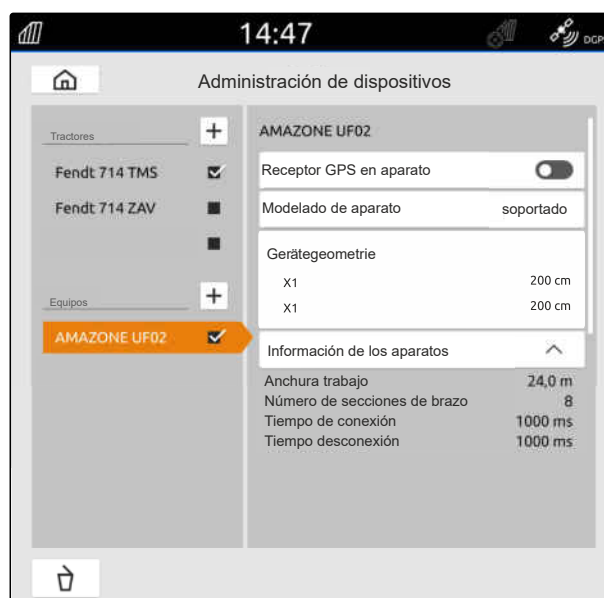 14:47
DGPS
Administración de dispositivos
Tractores
Fendt 714 TMS
Fendt 714 ZAV
Equipos
AMAZONE UF02
AMAZONE UF02
Receptor GPS en aparato
Modelado de aparato soportado
Gerätegeometrie
X1 200 cm
X1 200 cm
Información de los aparatos
Anchura trabajo 24,0 m
Número de secciones de brazo 8
Tiempo de conexión 1000 ms
Tiempo desconexión 1000 ms